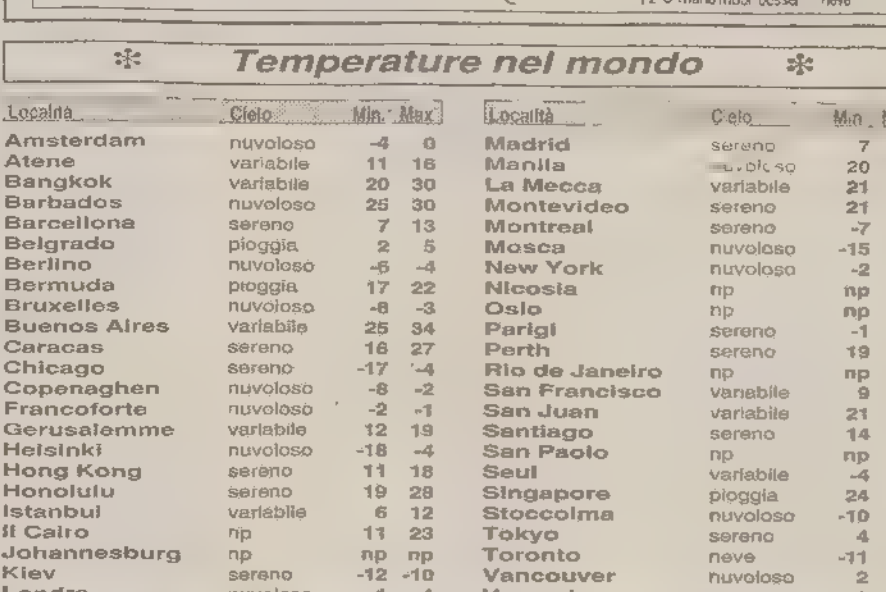 Temperature nel mondo
Località Cielo Min. Max
Amsterdam nuvoloso -4 0
Atene variabile 11 16
Bangkok variabile 20 30
Barbados nuvoloso 25 30
Barcellona sereno 7 13
Belgrado pioggia 2 5
Berlino nuvoloso -6 -4
Bermuda pioggia 17 22
Bruxelles nuvoloso -8 -3
Buenos Aires variabile 25 34
Caracas sereno 16 27
Chicago sereno -17 -4
Copenaghen nuvoloso -8 -2
Francoforte nuvoloso -2 -1
Gerusalemme variabile 12 19
Helsinki nuvoloso -18 -4
Hong Kong sereno 11 18
Honolulu sereno 19 28
Istanbul variabile 6 12
Il Cairo np 11 23
Johannesburg np np np
Kiev sereno -12 -10
Località Cielo Min
Madrid sereno 7
Manila nuvoloso 20
La Mecca variabile 21
Montevideo sereno 21
Montreal sereno -7
Mosca nuvoloso -15
New York nuvoloso -2
Nicosia np np
Oslo np np
Parigi sereno -1
Perth sereno 19
Rio de Janeiro np np
San Francisco variabile 9
San Juan variabile 21
Santiago sereno 14
San Paolo np np
Seul variabile -4
Singapore pioggia 24
Stoccolma nuvoloso -10
Tokyo sereno 4
Toronto neve -11
Vancouver nuvoloso 2